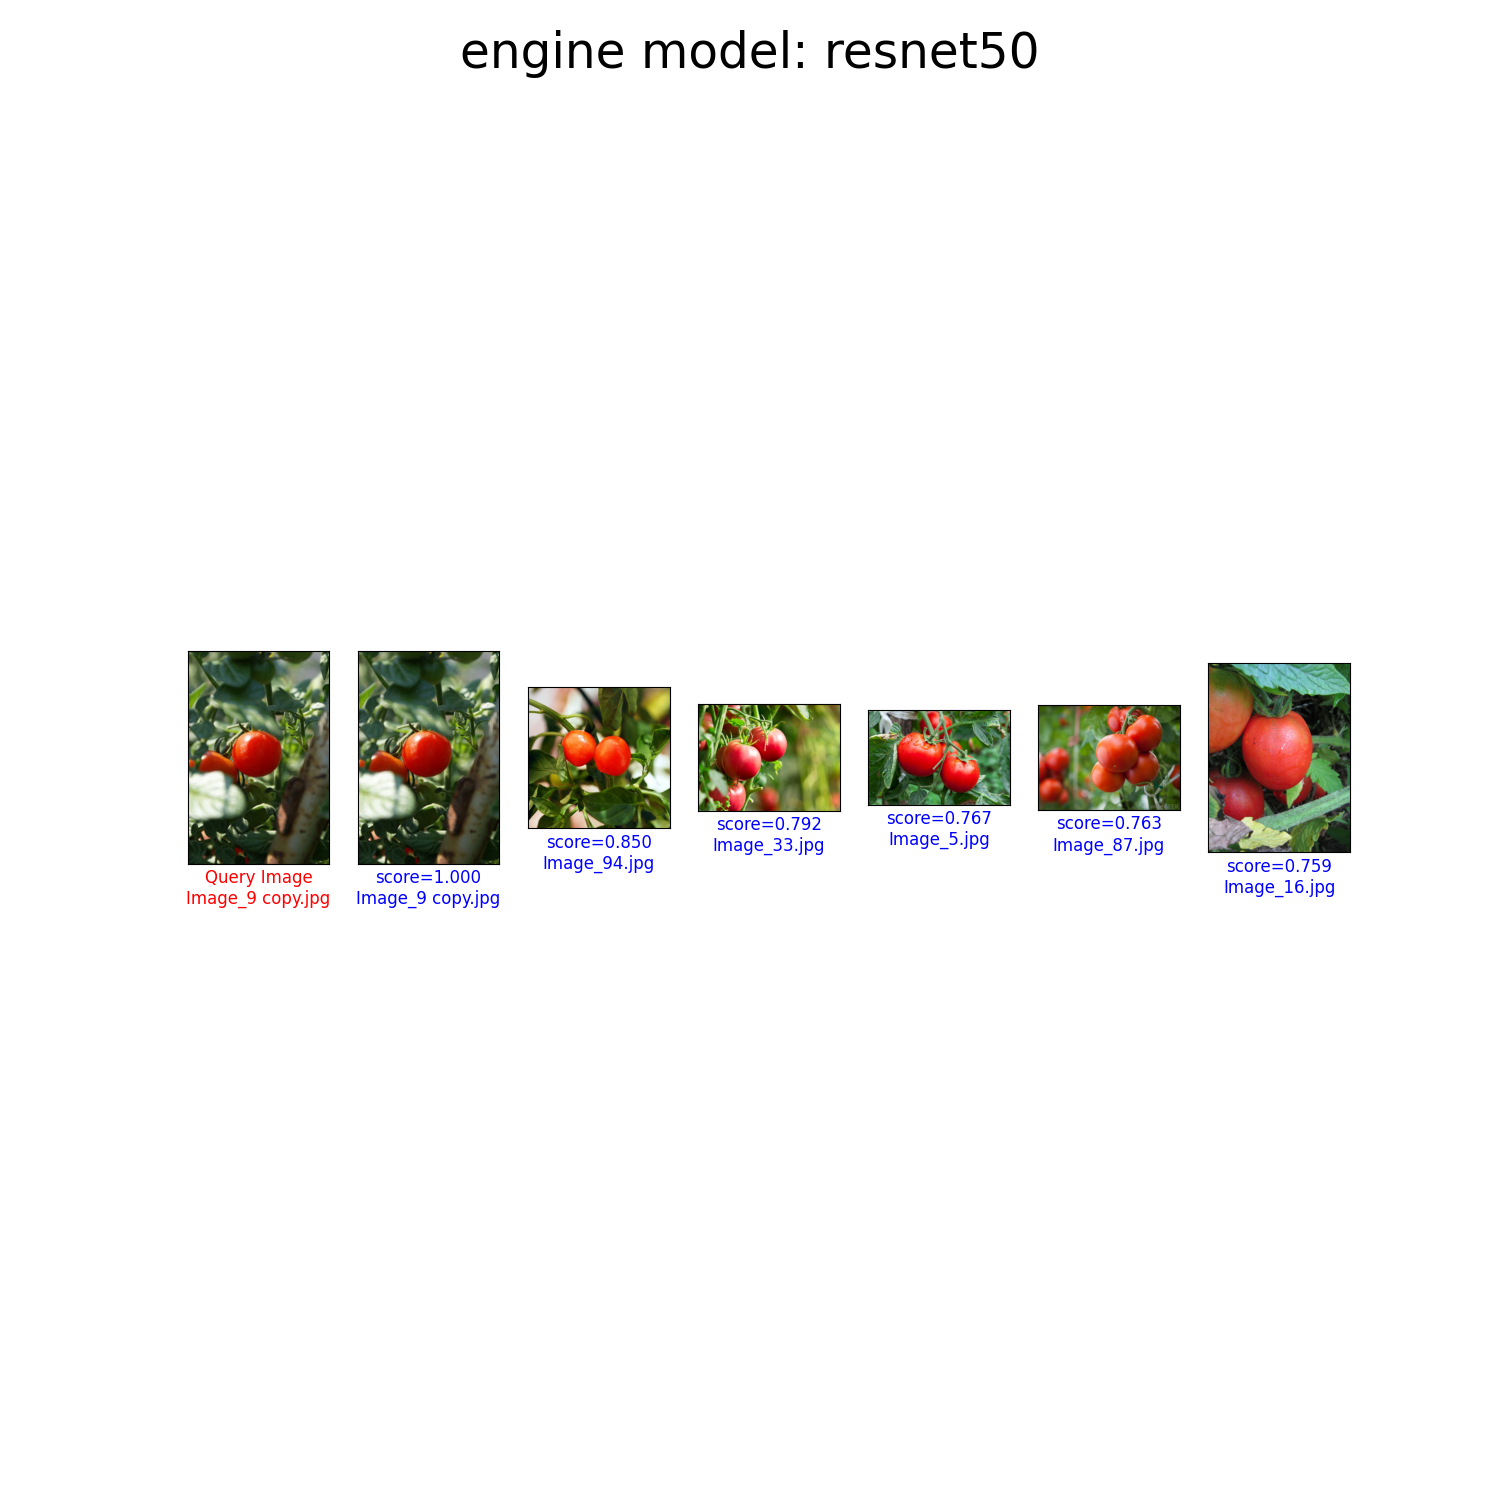 engine model: resnet50
Query Image
Image_9 copy.jpg
score=1.000
Image_9 copy.jpg
score=0.850
Image_94.jpg
score=0.792
Image_33.jpg
score=0.767
Image_5.jpg
score=0.763
Image_87.jpg
score=0.759
Image_16.jpg